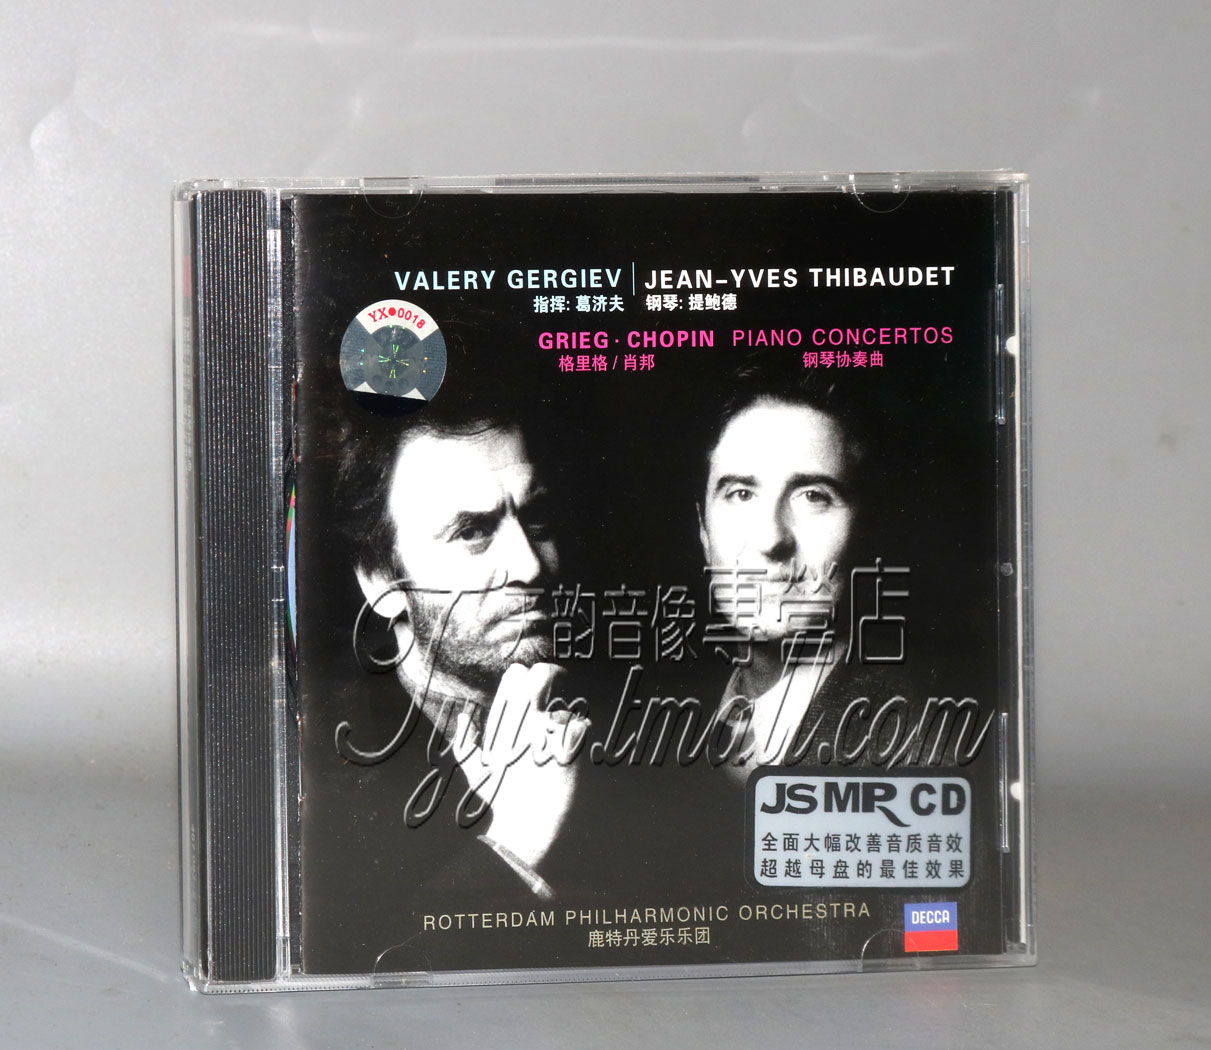 VALERY GERGIEV | JEAN-YVES THIBAUDET
指挥: 葛济夫 钢琴: 提鲍德
YX●0018
GRIEG · CHOPIN PIANO CONCERTOS
格里格 / 肖邦 钢琴协奏曲
天韵音像專營店
Tyyx.tmall.com
JSMR CD
全面大幅改善音质音效
超越母盘的最佳效果
ROTTERDAM PHILHARMONIC ORCHESTRA
鹿特丹爱乐乐团
DECCA